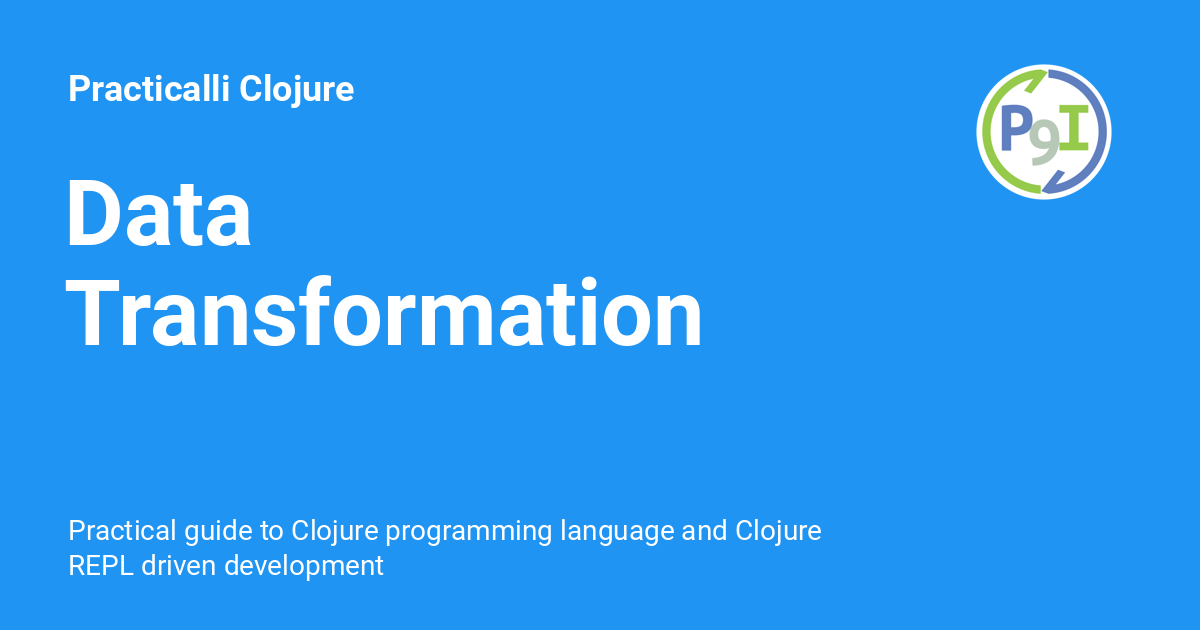 Practicalli Clojure
P9I
Data
Transformation
Practical guide to Clojure programming language and Clojure
REPL driven development